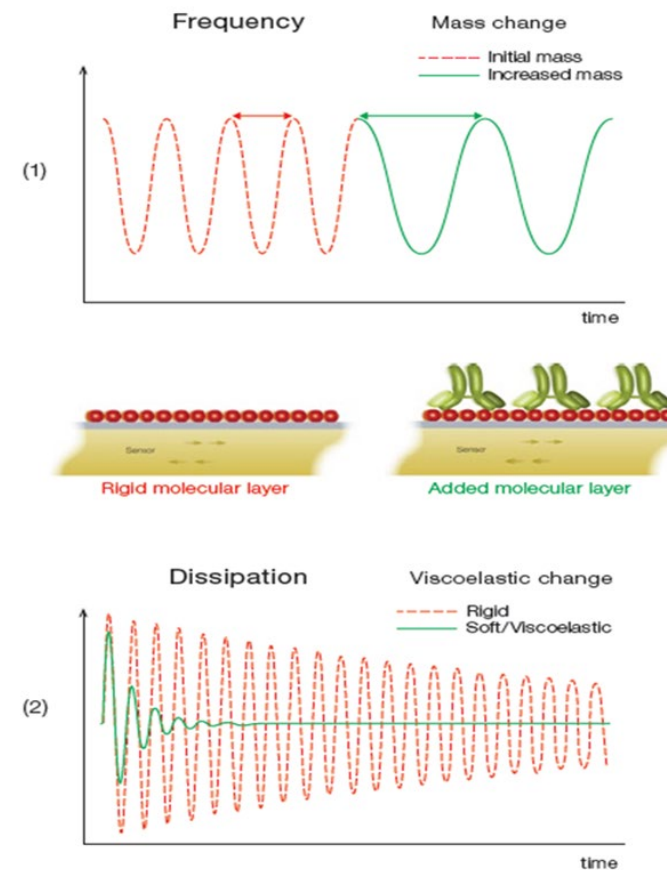 Frequency
Mass change
Initial mass
Increased mass
(1)
time
Sensor
Sensor
Rigid molecular layer
Added molecular layer
Dissipation
Viscoelastic change
Rigid
Soft/Viscoelastic
(2)
time